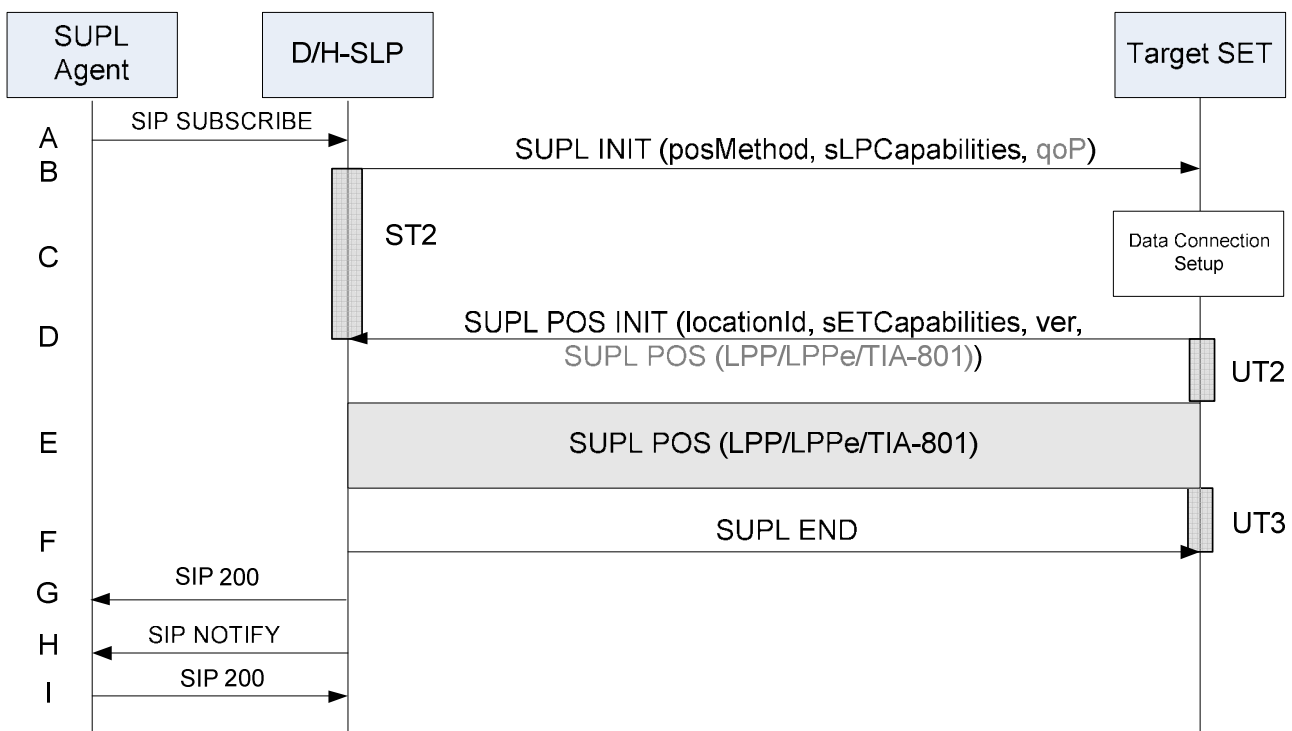 SUPL
Agent
D/H-SLP
Target SET
A
SIP SUBSCRIBE
B
SUPL INIT (posMethod, sLPCapabilities, qoP)
C
ST2
Data Connection
Setup
D
SUPL POS INIT (locationId, sETCapabilities, ver,
SUPL POS (LPP/LPPe/TIA-801))
UT2
E
SUPL POS (LPP/LPPe/TIA-801)
F
SUPL END
UT3
G
SIP 200
H
SIP NOTIFY
I
SIP 200